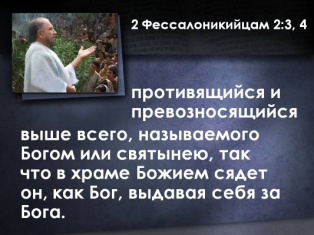 2 Фессалоникийцам 2:3, 4
противящийся и
превозносящийся
выше всего, называемого
Богом или святынею, так
что в храме Божием сядет
он, как Бог, выдавая себя за
Бога.